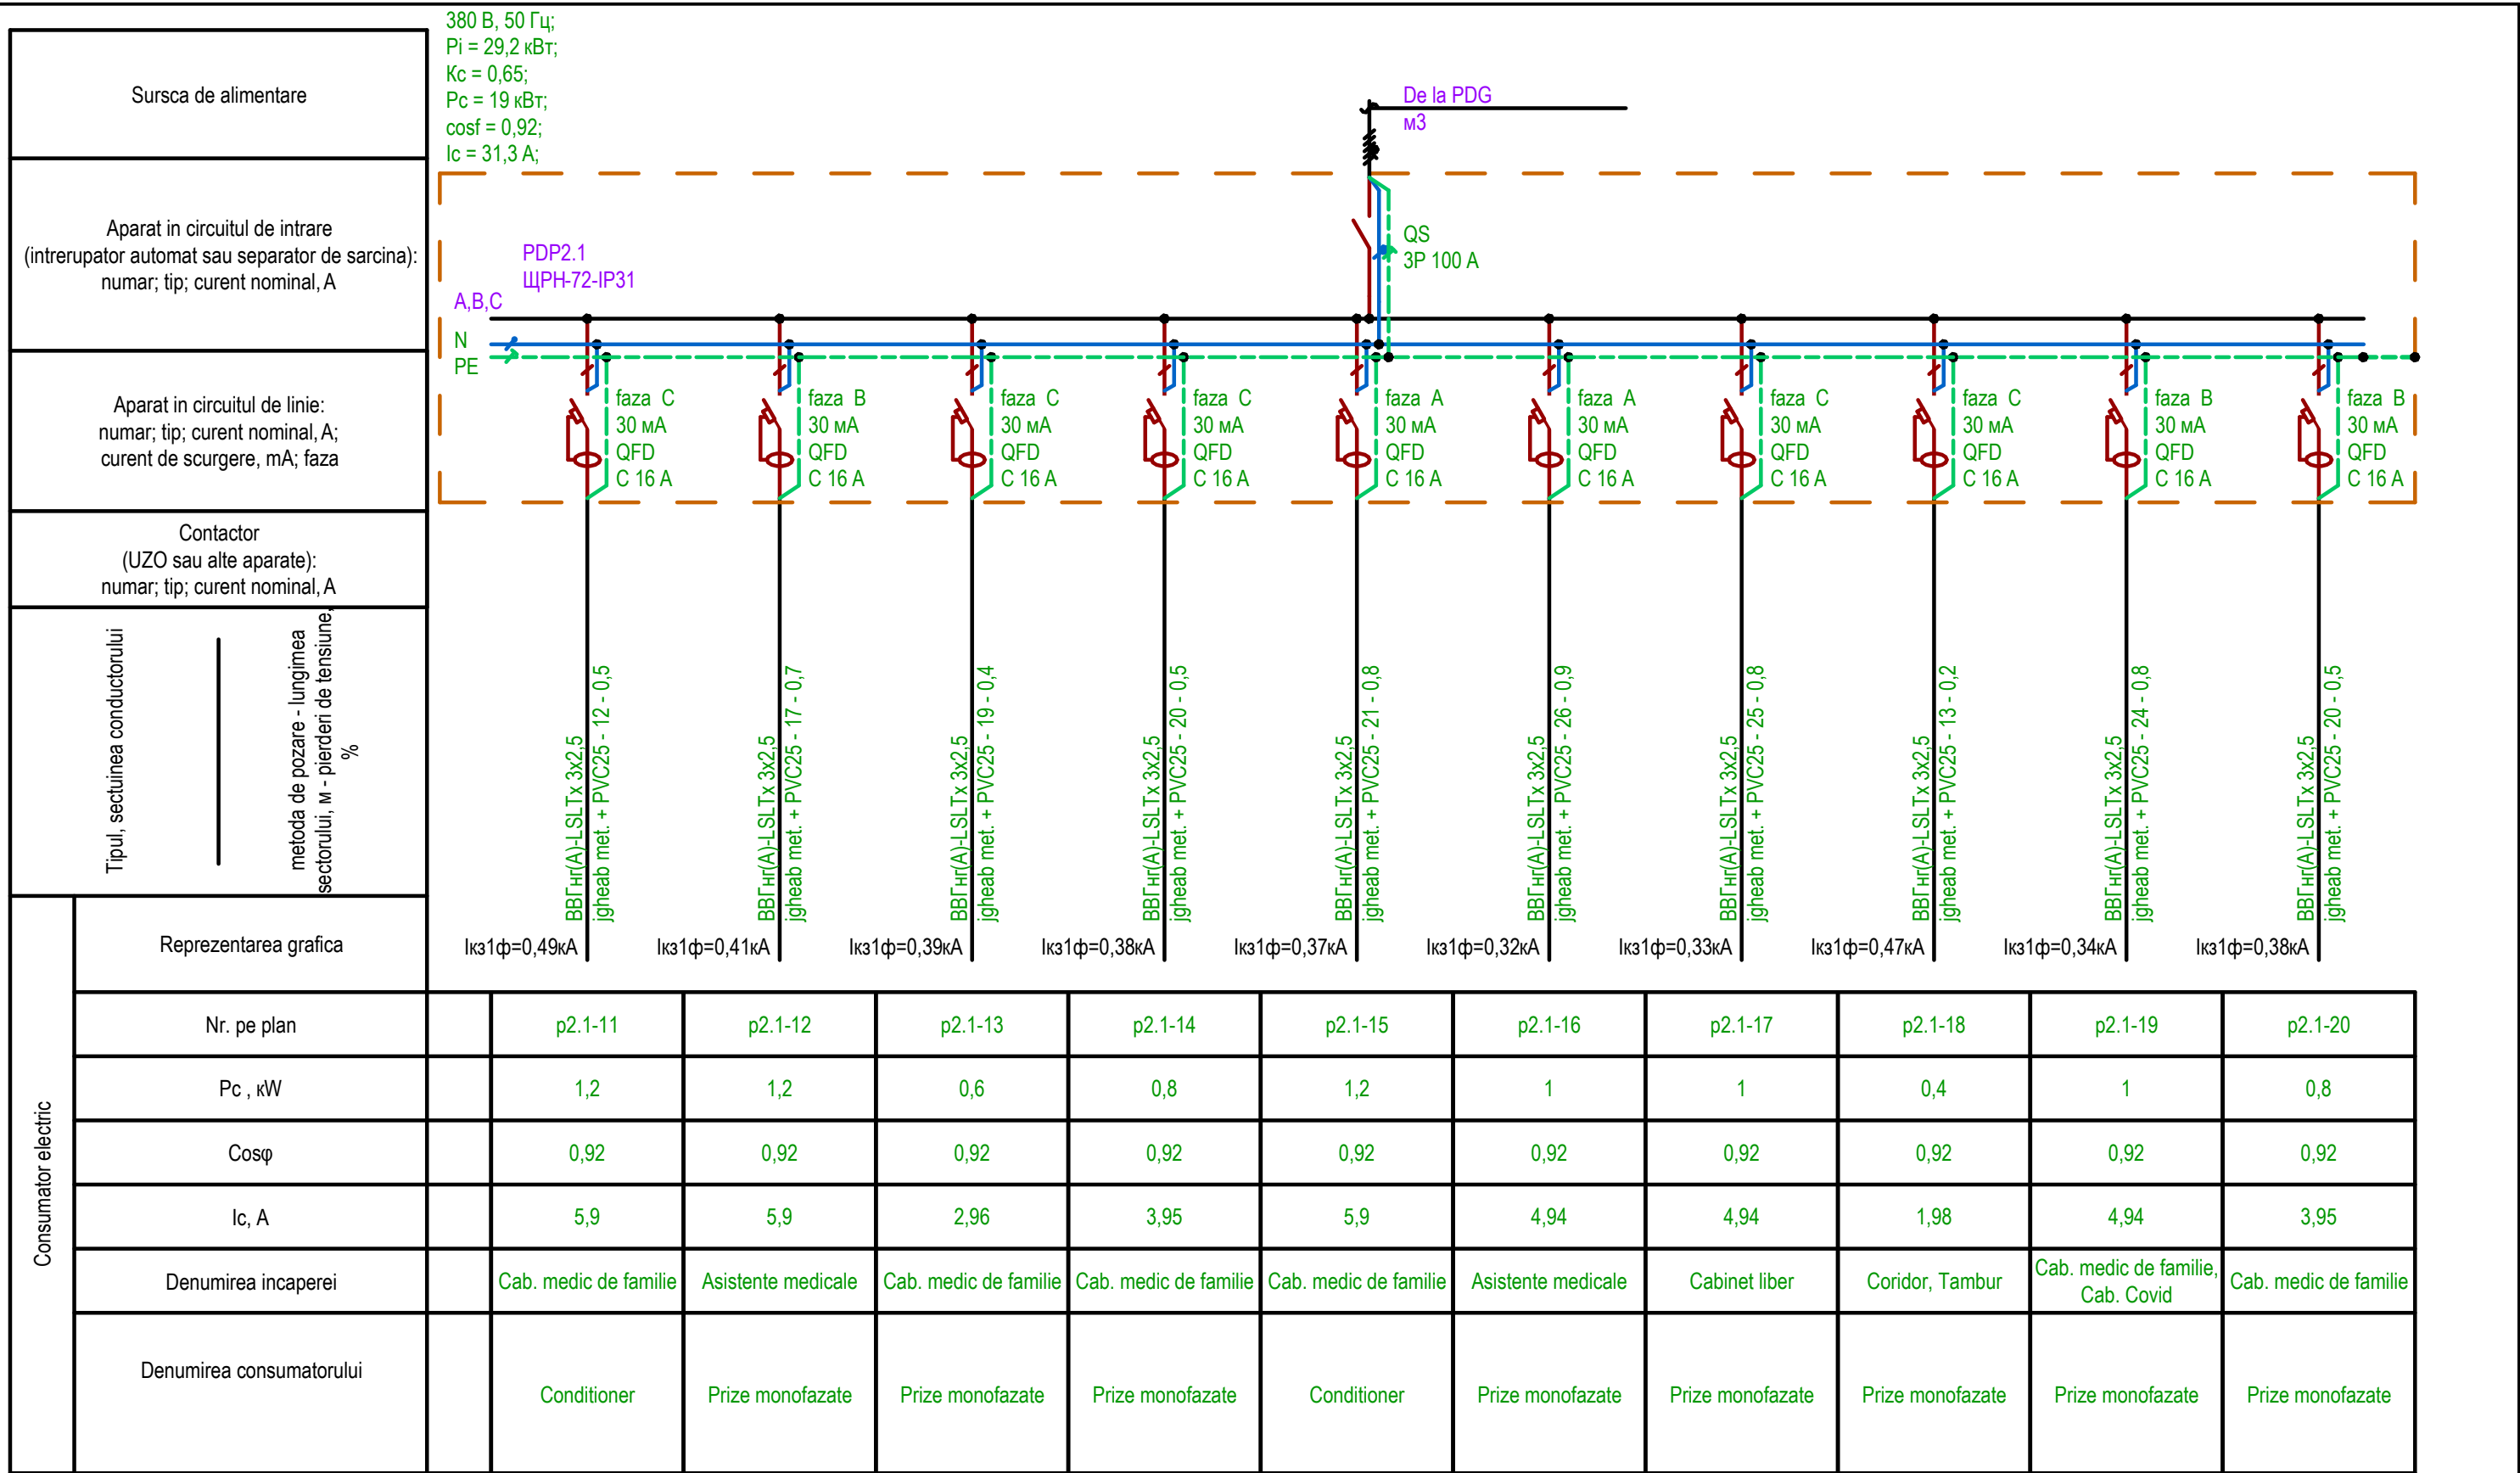 380 В, 50 Гц;
Pi = 29,2 кВт;
Kc = 0,65;
Pc = 19 кВт;
cosf = 0,92;
Ic = 31,3 A;
Sursca de alimentare
De la PDG
м3
Aparat in circuitul de intrare
(intrerupator automat sau separator de sarcina):
numar; tip; curent nominal, A
PDP2.1
ЩРН-72-IP31
QS
3P 100 A
A,B,C
N
PE
Aparat in circuitul de linie:
numar; tip; curent nominal, A;
curent de scurgere, mA; faza
faza C
30 мА
QFD
C 16 A
faza B
30 мА
QFD
C 16 A
faza C
30 мА
QFD
C 16 A
faza C
30 мА
QFD
C 16 A
faza A
30 мА
QFD
C 16 A
faza A
30 мА
QFD
C 16 A
faza C
30 мА
QFD
C 16 A
faza C
30 мА
QFD
C 16 A
faza B
30 мА
QFD
C 16 A
faza B
30 мА
QFD
C 16 A
Contactor
(UZO sau alte aparate):
numar; tip; curent nominal, A
Tipul, sectuinea conductorului
metoda de pozare - lungimea
sectorului, м - pierderi de tensiune,
%
ВВГнг(A)-LSLTx 3x2,5
jgheab met. + PVC25 - 12 - 0,5
ВВГнг(A)-LSLTx 3x2,5
jgheab met. + PVC25 - 17 - 0,7
ВВГнг(A)-LSLTx 3x2,5
jgheab met. + PVC25 - 19 - 0,4
ВВГнг(A)-LSLTx 3x2,5
jgheab met. + PVC25 - 20 - 0,5
ВВГнг(A)-LSLTx 3x2,5
jgheab met. + PVC25 - 21 - 0,8
ВВГнг(A)-LSLTx 3x2,5
jgheab met. + PVC25 - 26 - 0,9
ВВГнг(A)-LSLTx 3x2,5
jgheab met. + PVC25 - 25 - 0,8
ВВГнг(A)-LSLTx 3x2,5
jgheab met. + PVC25 - 13 - 0,2
ВВГнг(A)-LSLTx 3x2,5
jgheab met. + PVC25 - 24 - 0,8
ВВГнг(A)-LSLTx 3x2,5
jgheab met. + PVC25 - 20 - 0,5
Consumator electric
Reprezentarea grafica
Iкз1ф=0,49кА Iкз1ф=0,41кА Iкз1ф=0,39кА Iкз1ф=0,38кА Iкз1ф=0,37кА Iкз1ф=0,32кА Iкз1ф=0,33кА Iкз1ф=0,47кА Iкз1ф=0,34кА Iкз1ф=0,38кА
Nr. pe plan p2.1-11 p2.1-12 p2.1-13 p2.1-14 p2.1-15 p2.1-16 p2.1-17 p2.1-18 p2.1-19 p2.1-20
Pc , кW 1,2 1,2 0,6 0,8 1,2 1 1 0,4 1 0,8
Cosφ 0,92 0,92 0,92 0,92 0,92 0,92 0,92 0,92 0,92 0,92
Ic, A 5,9 5,9 2,96 3,95 5,9 4,94 4,94 1,98 4,94 3,95
Denumirea incaperei
Cab. medic de familie
Asistente medicale
Cab. medic de familie
Cab. medic de familie
Cab. medic de familie
Asistente medicale
Cabinet liber
Coridor, Tambur
Cab. medic de familie,
Cab. Covid
Cab. medic de familie
Denumirea consumatorului
Conditioner
Prize monofazate
Prize monofazate
Prize monofazate
Conditioner
Prize monofazate
Prize monofazate
Prize monofazate
Prize monofazate
Prize monofazate